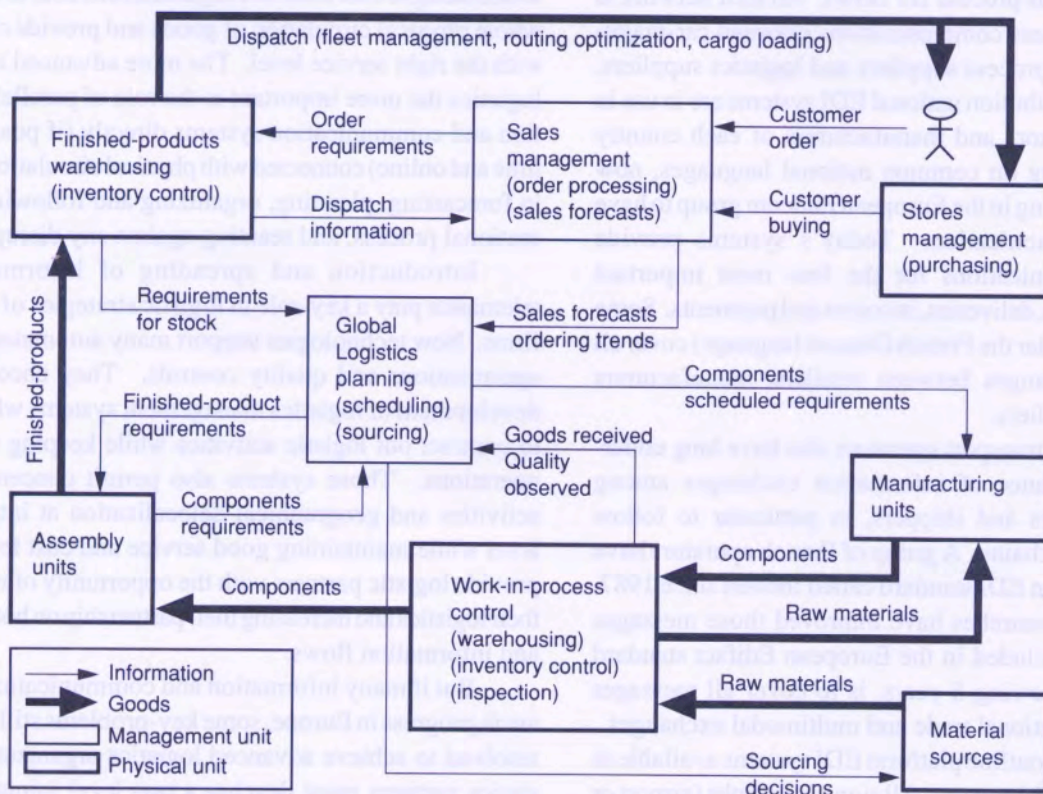 Dispatch (fleet management, routing optimization, cargo loading)
Finished-products
warehousing
(inventory control)
Order
requirements
Dispatch
information
Sales
management
(order processing)
(sales forecasts)
Customer
order
Customer
buying
Stores
management
(purchasing)
Finished-products
Requirements
for stock
Global
Logistics
planning
(scheduling)
(sourcing)
Sales forecasts
ordering trends
Components
scheduled requirements
Finished-product
requirements
Goods received
Quality
observed
Manufacturing
units
Components
requirements
Assembly
units
Components
Work-in-process
control
(warehousing)
(inventory control)
(inspection)
Components
Raw materials
Raw materials
Information
Goods
Management unit
Physical unit
Material
sources
Sourcing
decisions